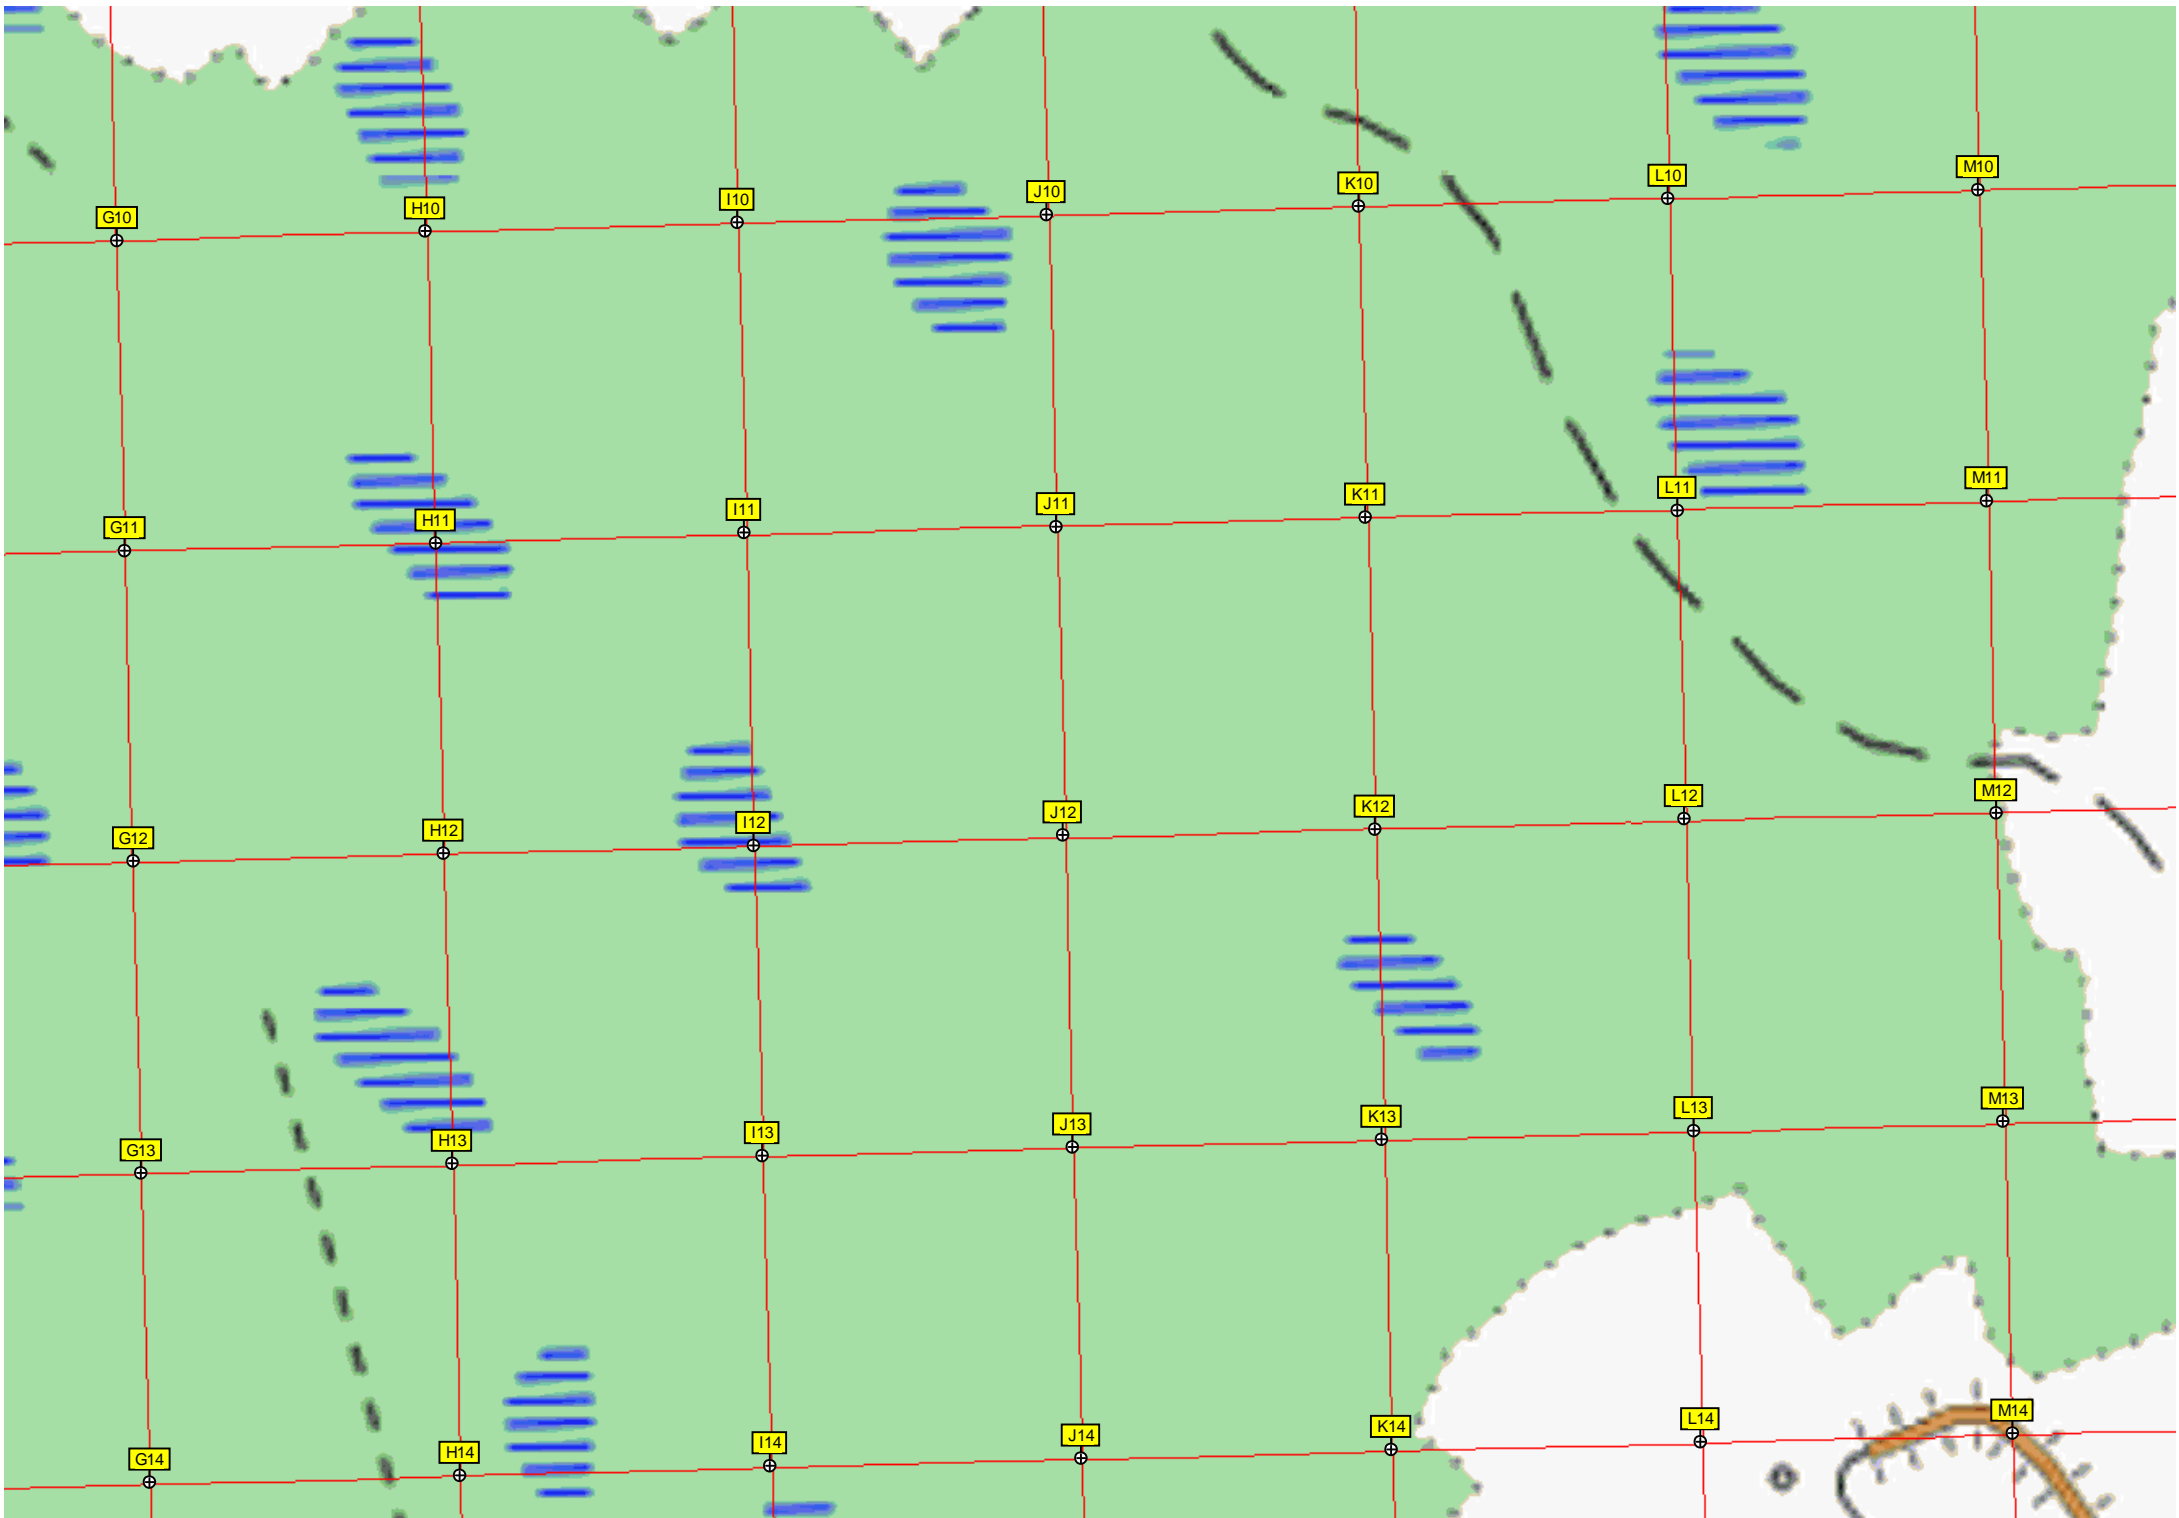 G10 H10 I10 J10 K10 L10 M10
G11 H11 I11 J11 K11 L11 M11
G12 H12 I12 J12 K12 L12 M12
G13 H13 I13 J13 K13 L13 M13
G14 H14 I14 J14 K14 L14 M14